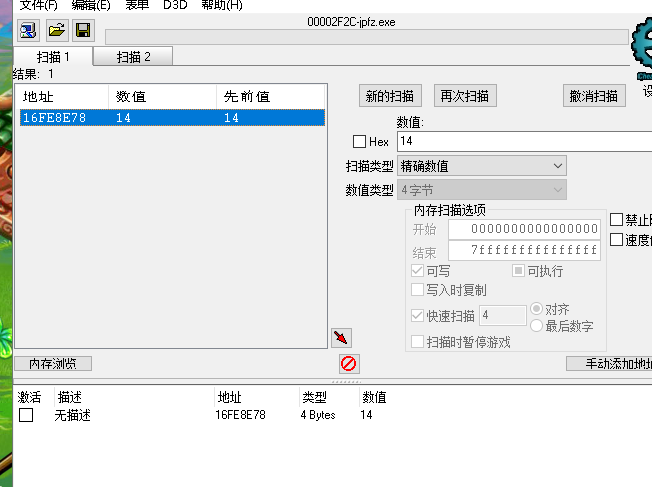 文件(F) 编辑(E) 表单 D3D 帮助(H)
00002F2C-jpfz.exe
扫描 1 扫描 2
结果: 1
地址 数值 先前值
16FE8E78 14 14
新的扫描 再次扫描 撤消扫描
数值:
Hex 14
扫描类型 精确数值
数值类型 4 字节
内存扫描选项
开始 0000000000000000
结束 7fffffffffffffff
可写 可执行
写入时复制
快速扫描 4 对齐
最后数字
扫描时暂停游戏
禁止
速度
内存浏览 手动添加地址
激活 描述 地址 类型 数值
无描述 16FE8E78 4 Bytes 14